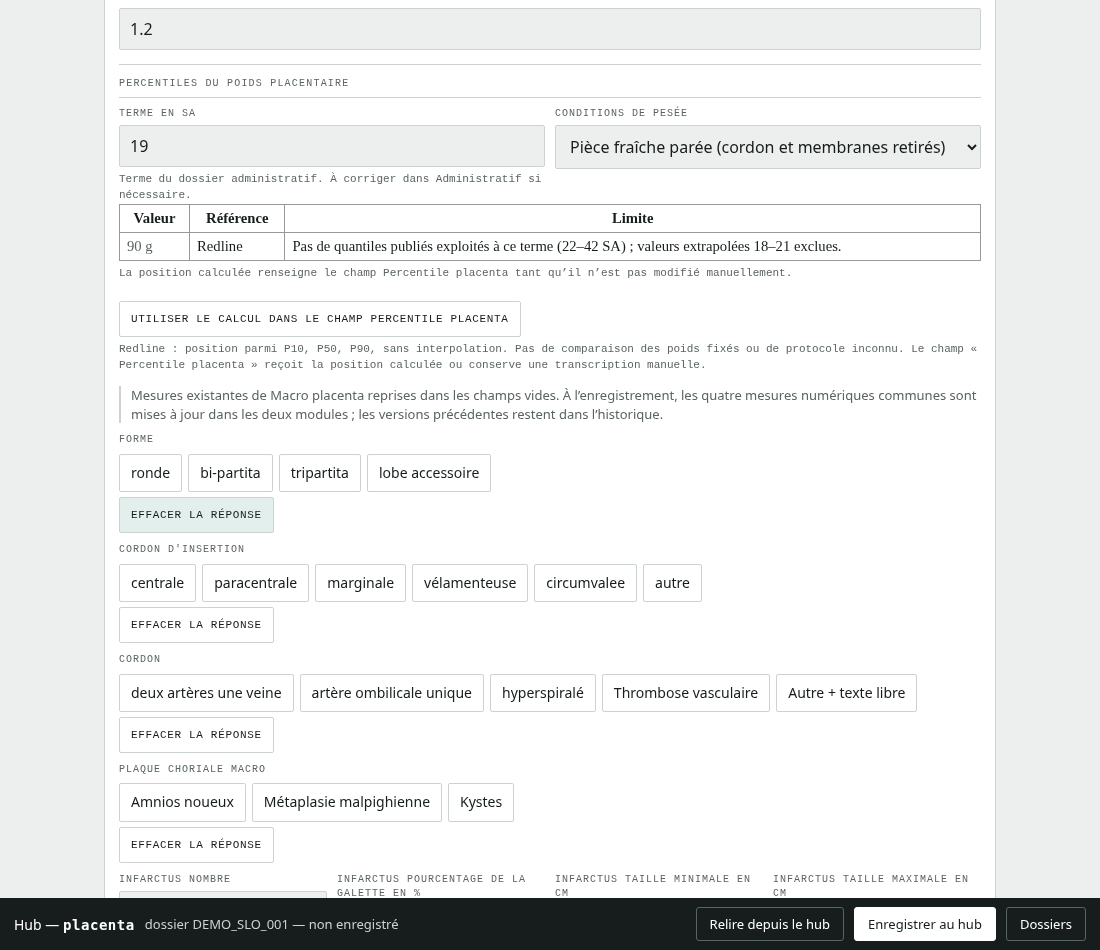 1.2
PERCENTILES DU POIDS PLACENTAIRE
TERME EN SA
CONDITIONS DE PESÉE
19
Pièce fraîche parée (cordon et membranes retirés)
Terme du dossier administratif. À corriger dans Administratif si
nécessaire.
Valeur Référence Limite
90 g Redline Pas de quantiles publiés exploités à ce terme (22–42 SA) ; valeurs extrapolées 18–21 exclues.
La position calculée renseigne le champ Percentile placenta tant qu’il n’est pas modifié manuellement.
UTILISER LE CALCUL DANS LE CHAMP PERCENTILE PLACENTA
Redline : position parmi P10, P50, P90, sans interpolation. Pas de comparaison des poids fixés ou de protocole inconnu. Le champ «
Percentile placenta » reçoit la position calculée ou conserve une transcription manuelle.
Mesures existantes de Macro placenta reprises dans les champs vides. À l’enregistrement, les quatre mesures numériques communes sont
mises à jour dans les deux modules ; les versions précédentes restent dans l’historique.
FORME
ronde bi-partita tripartita lobe accessoire
EFFACER LA RÉPONSE
CORDON D'INSERTION
centrale paracentrale marginale vélamenteuse circumvalee autre
EFFACER LA RÉPONSE
CORDON
deux artères une veine artère ombilicale unique hyperspiralé Thrombose vasculaire Autre + texte libre
EFFACER LA RÉPONSE
PLAQUE CHORIALE MACRO
Amnios noueux Métaplasie malpighienne Kystes
EFFACER LA RÉPONSE
INFARCTUS NOMBRE
INFARCTUS POURCENTAGE DE LA
GALETTE EN %
INFARCTUS TAILLE MINIMALE EN
CM
INFARCTUS TAILLE MAXIMALE EN
CM
Hub — placenta dossier DEMO_SLO_001 — non enregistré Relire depuis le hub Enregistrer au hub Dossiers